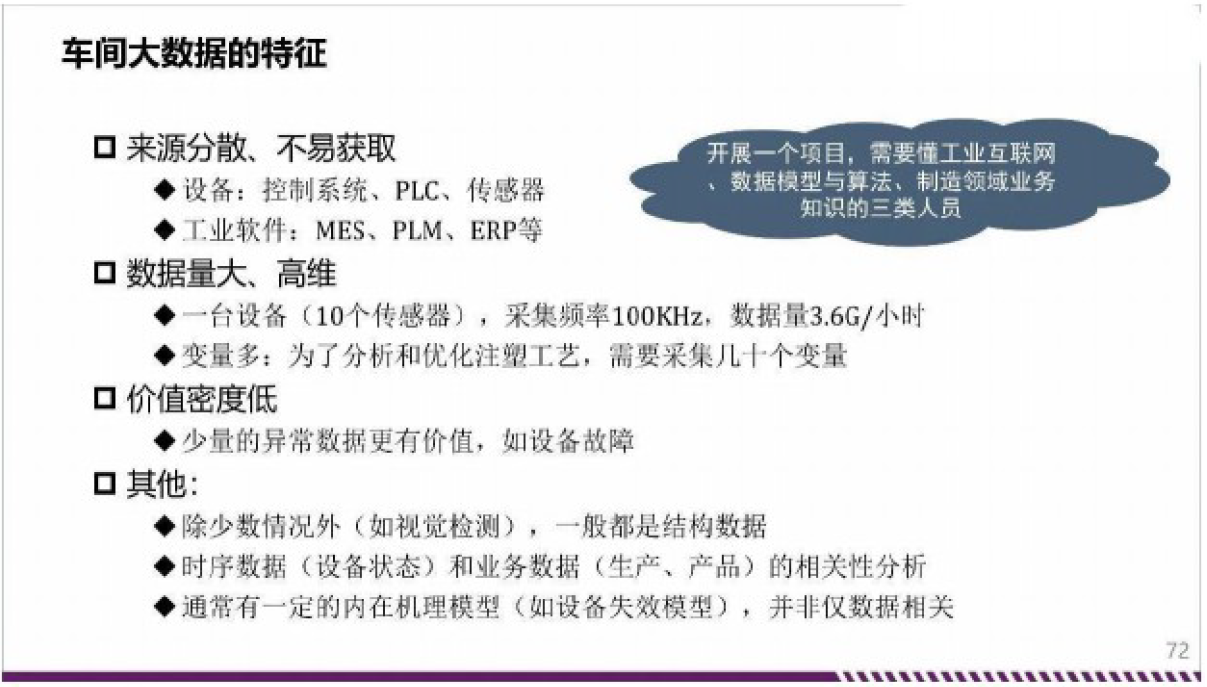 车间大数据的特征
来源分散、不易获取
设备：控制系统、PLC、传感器
工业软件：MES、PLM、ERP等
开展一个项目，需要懂工业互联网
、数据模型与算法、制造领域业务
知识的三类人员
数据量大、高维
一台设备（10个传感器），采集频率100KHz，数据量3.6G/小时
变量多：为了分析和优化注塑工艺，需要采集几十个变量
价值密度低
少量的异常数据更有价值，如设备故障
其他：
除少数情况外（如视觉检测），一般都是结构数据
时序数据（设备状态）和业务数据（生产、产品）的相关性分析
通常有一定的内在机理模型（如设备失效模型），并非仅数据相关
72